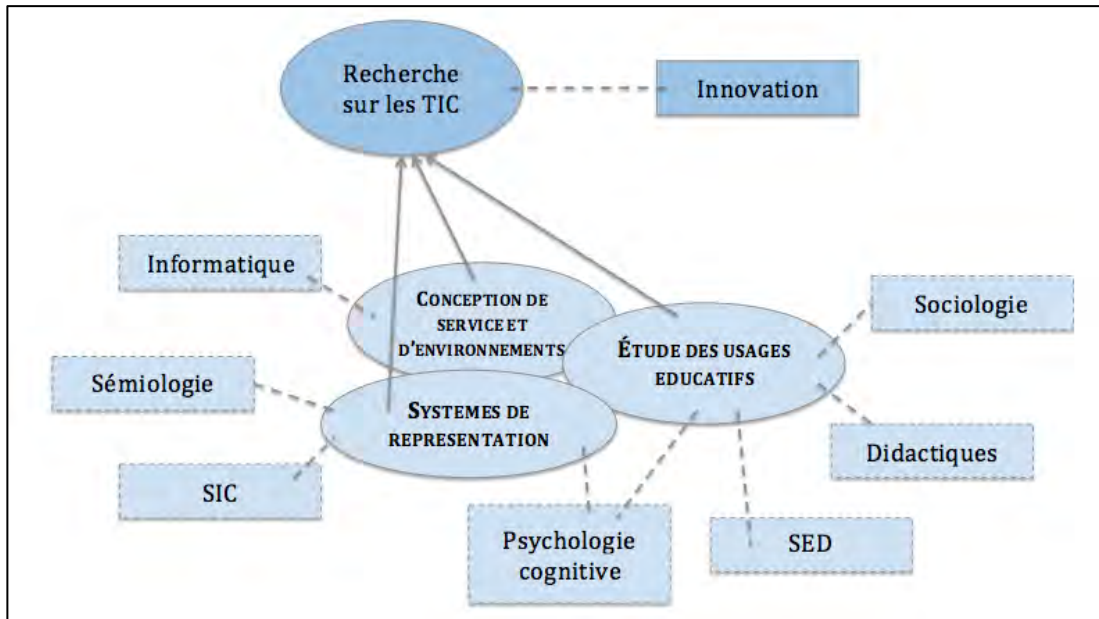 Recherche
sur les TIC
Innovation
Informatique
CONCEPTION DE
SERVICE ET
D'ENVIRONNEMENTS
Sociologie
ÉTUDE DES USAGES
EDUCATIFS
Sémiologie
SYSTEMES DE
REPRESENTATION
Didactiques
SIC
Psychologie
cognitive
SED